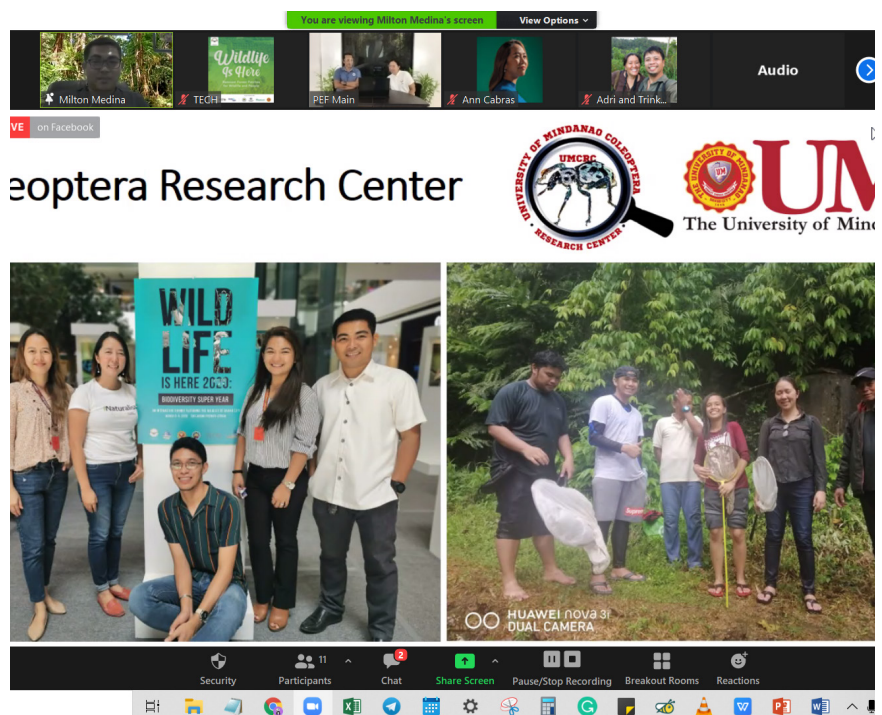 You are viewing Milton Medina's screen
View Options
Milton Medina
Wildlife
Is Here
TECH
PEF Main
Ann Cabras
Adri and Trink...
Audio
VE on Facebook
eoptera Research Center
UNIVERSITY OF MINDANAO COLEOPTERA
UMCRC
RESEARCH CENTER
THE UNIVERSITY OF MINDANAO
UM
The University of Mind
WILD
LIFE
IS HERE 2020:
BIODIVERSITY SUPER YEAR
iNatural
Supreme
HUAWEI nova 3i
DUAL CAMERA
Security
Participants
11
Chat
2
Share Screen
Pause/Stop Recording
Breakout Rooms
Reactions